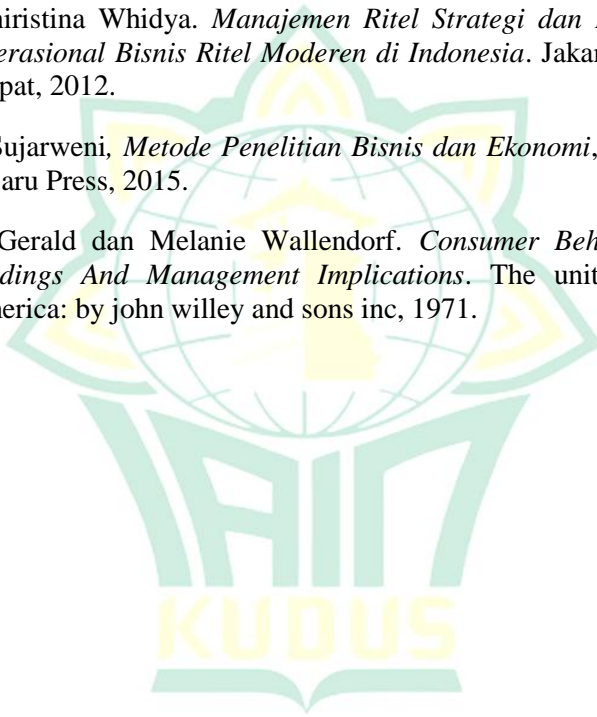 hiristina Whidya. Manajemen Ritel Strategi dan
erasional Bisnis Ritel Moderen di Indonesia. Jakar
pat, 2012.
Sujarweni, Metode Penelitian Bisnis dan Ekonomi,
aru Press, 2015.
Gerald dan Melanie Wallendorf. Consumer Beh
dings And Management Implications. The unit
merica: by john willey and sons inc, 1971.
IAIN
KUDUS